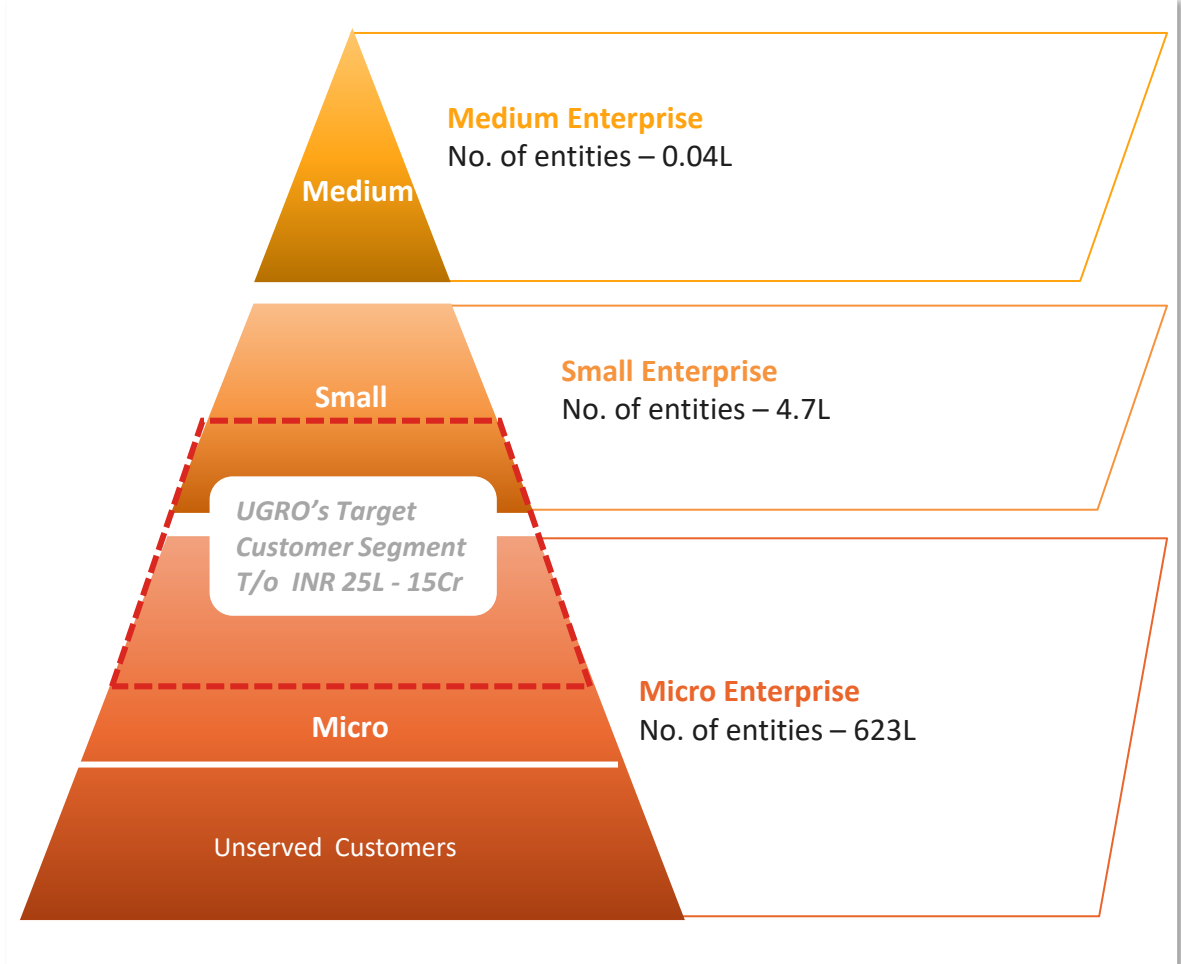 Medium Enterprise
No. of entities – 0.04L
Medium
Small Enterprise
No. of entities – 4.7L
Small
UGRO's Target
Customer Segment
T/o INR 25L - 15Cr
Micro Enterprise
No. of entities – 623L
Micro
Unserved Customers